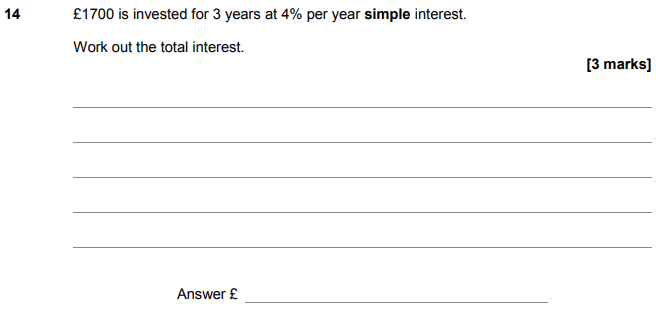 14 £1700 is invested for 3 years at 4% per year simple interest.
Work out the total interest.
[3 marks]
Answer £